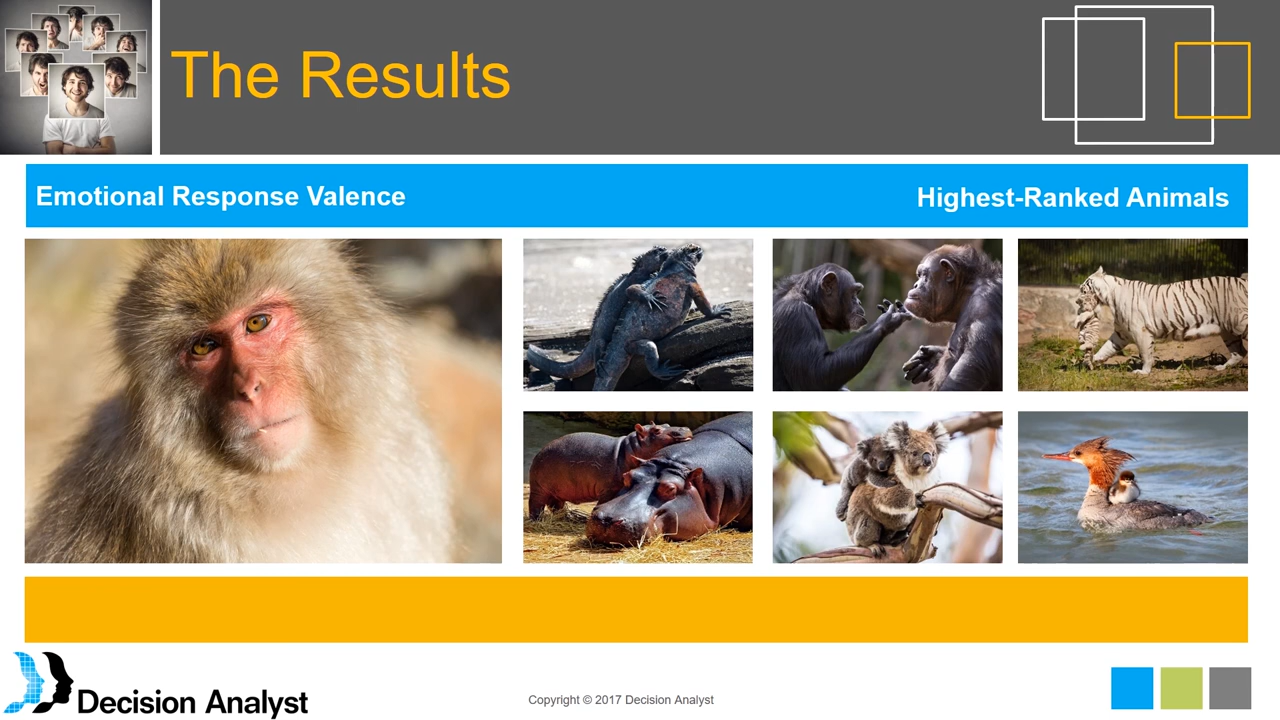 The Results
Emotional Response Valence
Highest-Ranked Animals
Decision Analyst
Copyright © 2017 Decision Analyst